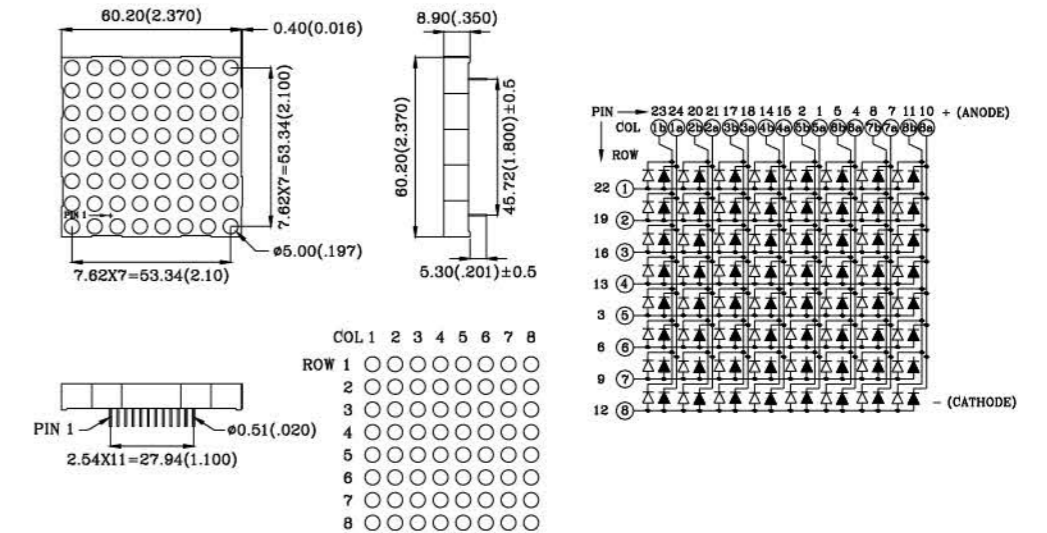 60.20(2.370)
0.40(0.016)
7.62X7=53.34(2.100)
PIN 1
ø5.00(.197)
7.62X7=53.34(2.10)
8.90(.350)
60.20(2.370)
45.72(1.800)±0.5
5.30(.201)±0.5
PIN 1
ø0.51(.020)
2.54X11=27.94(1.100)
COL 1 2 3 4 5 6 7 8
ROW 1
2
3
4
5
6
7
8
PIN 23 24 20 21 17 18 14 15 2 1 5 4 8 7 11 10 + (ANODE)
COL 1b 1a 2b 2a 3b 3a 4b 4a 5b 5a 6b 6a 7b 7a 8b 8a
ROW
22 1
19 2
16 3
13 4
3 5
6 6
9 7
12 8
- (CATHODE)